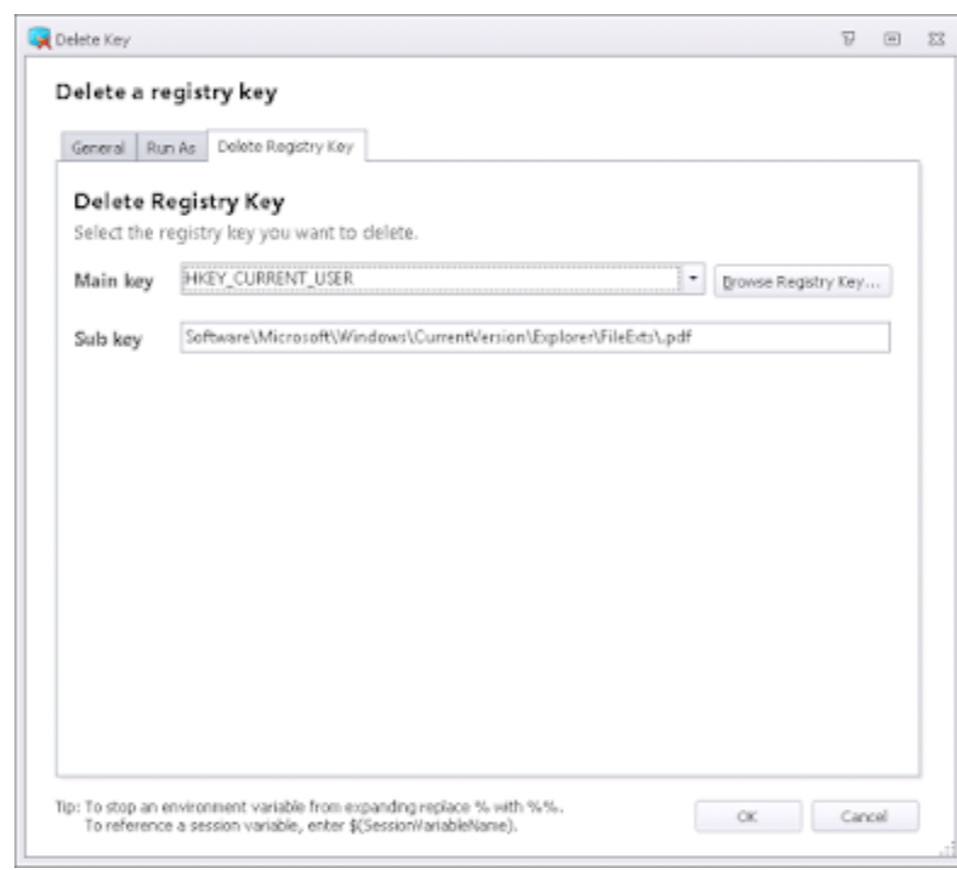 Delete Key
Delete a registry key
General Run As Delete Registry Key
Delete Registry Key
Select the registry key you want to delete.
Main key HKEY_CURRENT_USER Browse Registry Key...
Sub key Software\Microsoft\Windows\CurrentVersion\Explorer\FileExts\.pdf
Tip: To stop an environment variable from expanding replace % with %%.
To reference a session variable, enter $(SessionVariableName).
OK Cancel